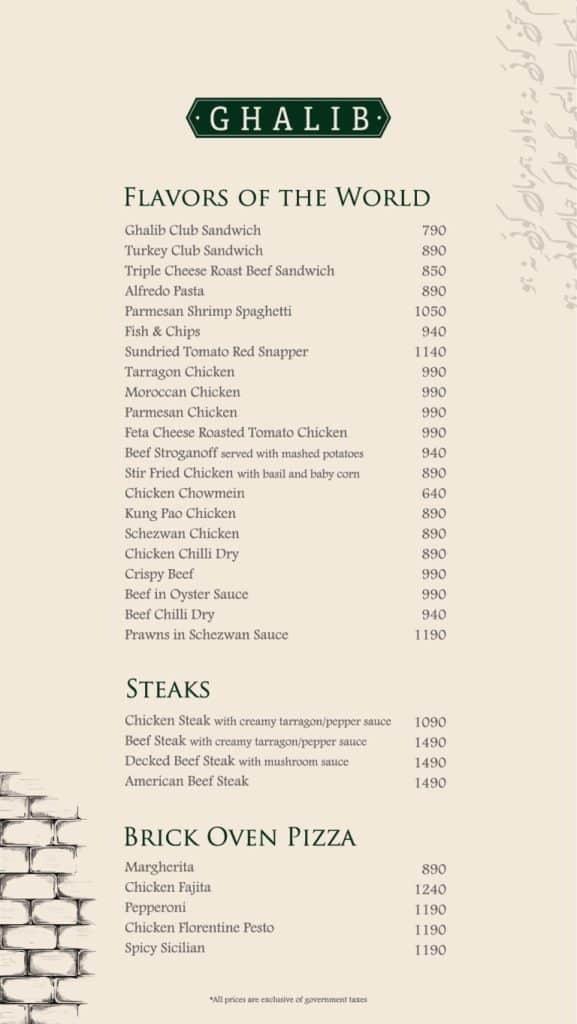 GHALIB
FLAVORS OF THE WORLD
Ghalib Club Sandwich 790
Turkey Club Sandwich 890
Triple Cheese Roast Beef Sandwich 850
Alfredo Pasta 890
Parmesan Shrimp Spaghetti 1050
Fish & Chips 940
Sundried Tomato Red Snapper 1140
Tarragon Chicken 990
Moroccan Chicken 990
Parmesan Chicken 990
Feta Cheese Roasted Tomato Chicken 990
Beef Stroganoff served with mashed potatoes 940
Stir Fried Chicken with basil and baby corn 890
Chicken Chowmein 640
Kung Pao Chicken 890
Schezwan Chicken 890
Chicken Chilli Dry 890
Crispy Beef 990
Beef in Oyster Sauce 990
Beef Chilli Dry 940
Prawns in Schezwan Sauce 1190
STEAKS
Chicken Steak with creamy tarragon/pepper sauce 1090
Beef Steak with creamy tarragon/pepper sauce 1490
Decked Beef Steak with mushroom sauce 1490
American Beef Steak 1490
BRICK OVEN PIZZA
Margherita 890
Chicken Fajita 1240
Pepperoni 1190
Chicken Florentine Pesto 1190
Spicy Sicilian 1190
*All prices are exclusive of government taxes